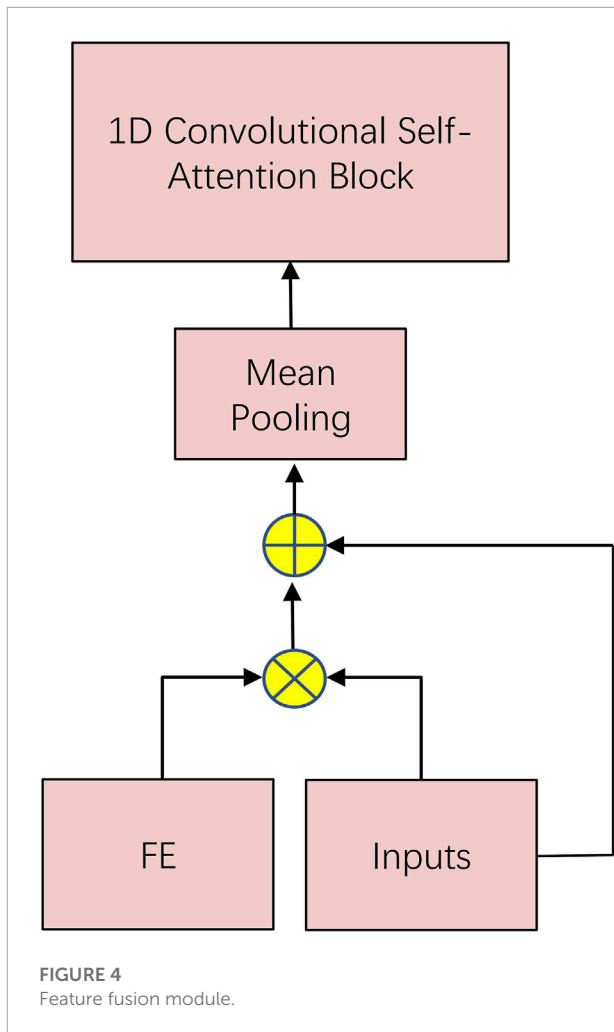 1D Convolutional Self-
Attention Block
Mean
Pooling
FE
Inputs
FIGURE 4
Feature fusion module.